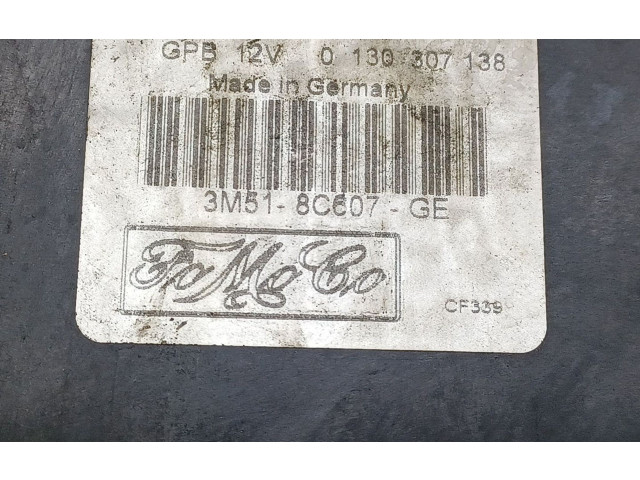 GPB 12V 0 130 307 138
Made in Germany
3M51-8C607-GE
FoMoCo
CF339